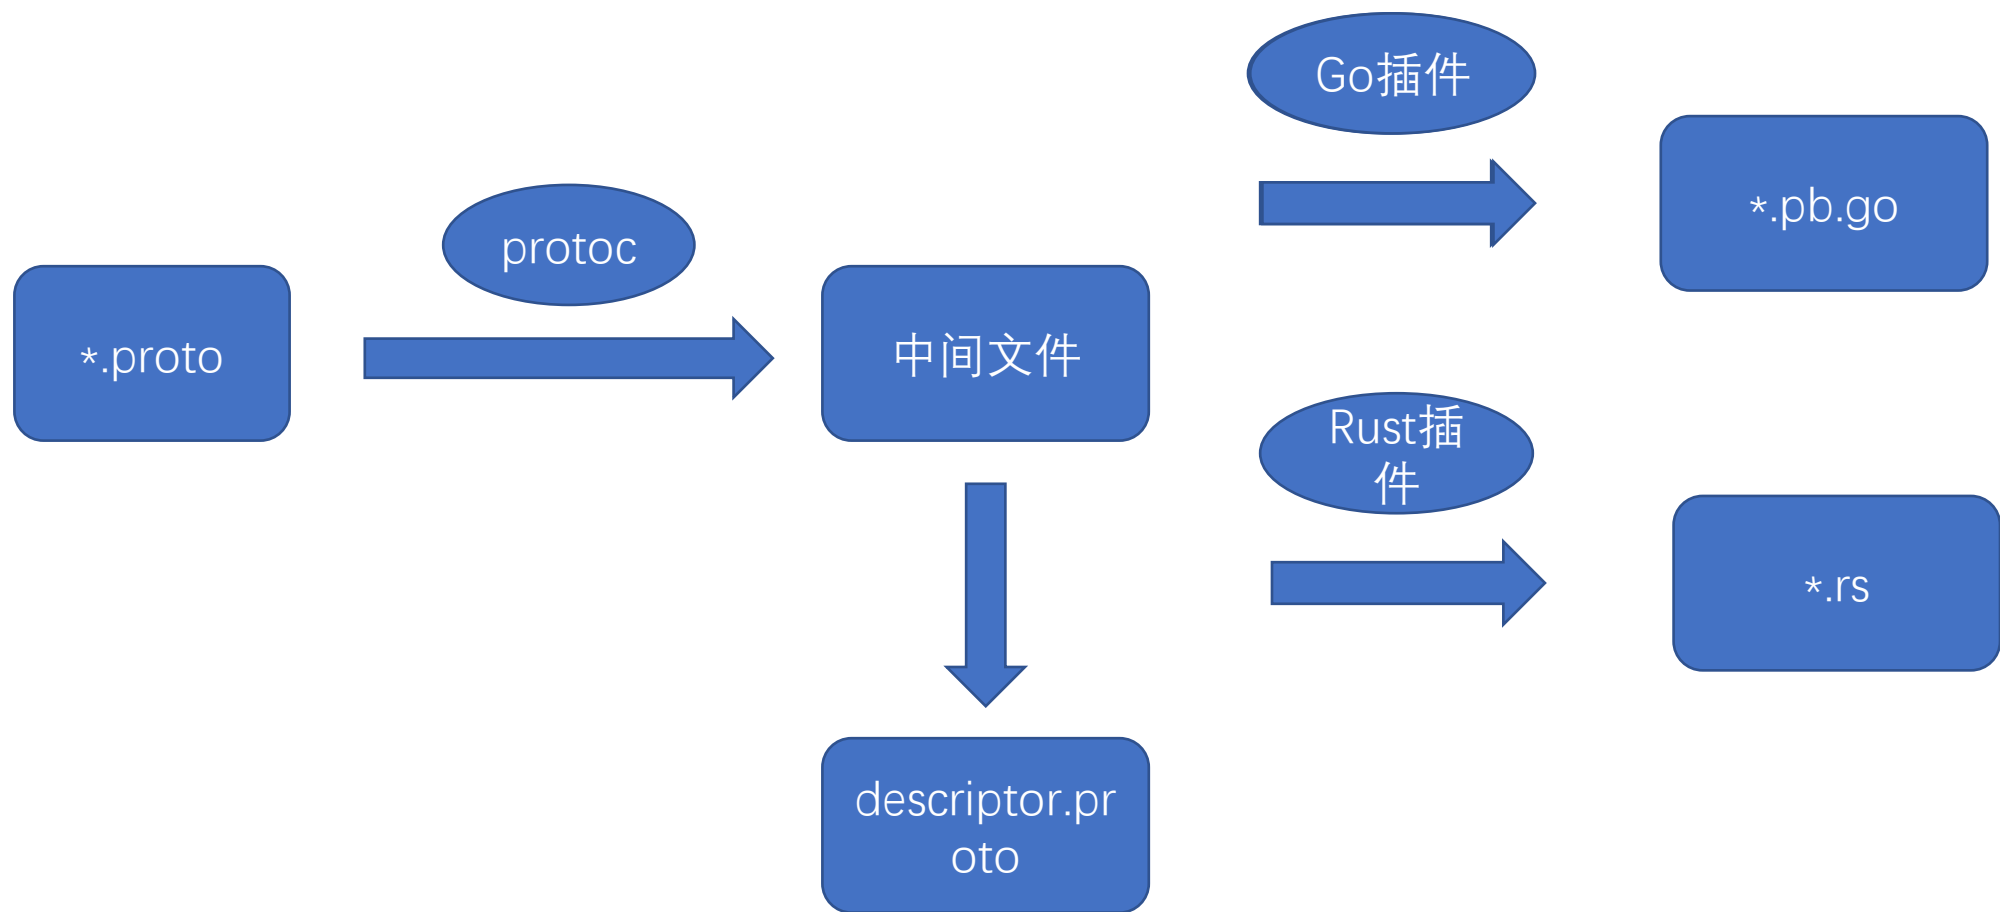 Go插件
*.pb.go
protoc
*.proto
中间文件
Rust插
件
*.rs
descriptor.pr
oto